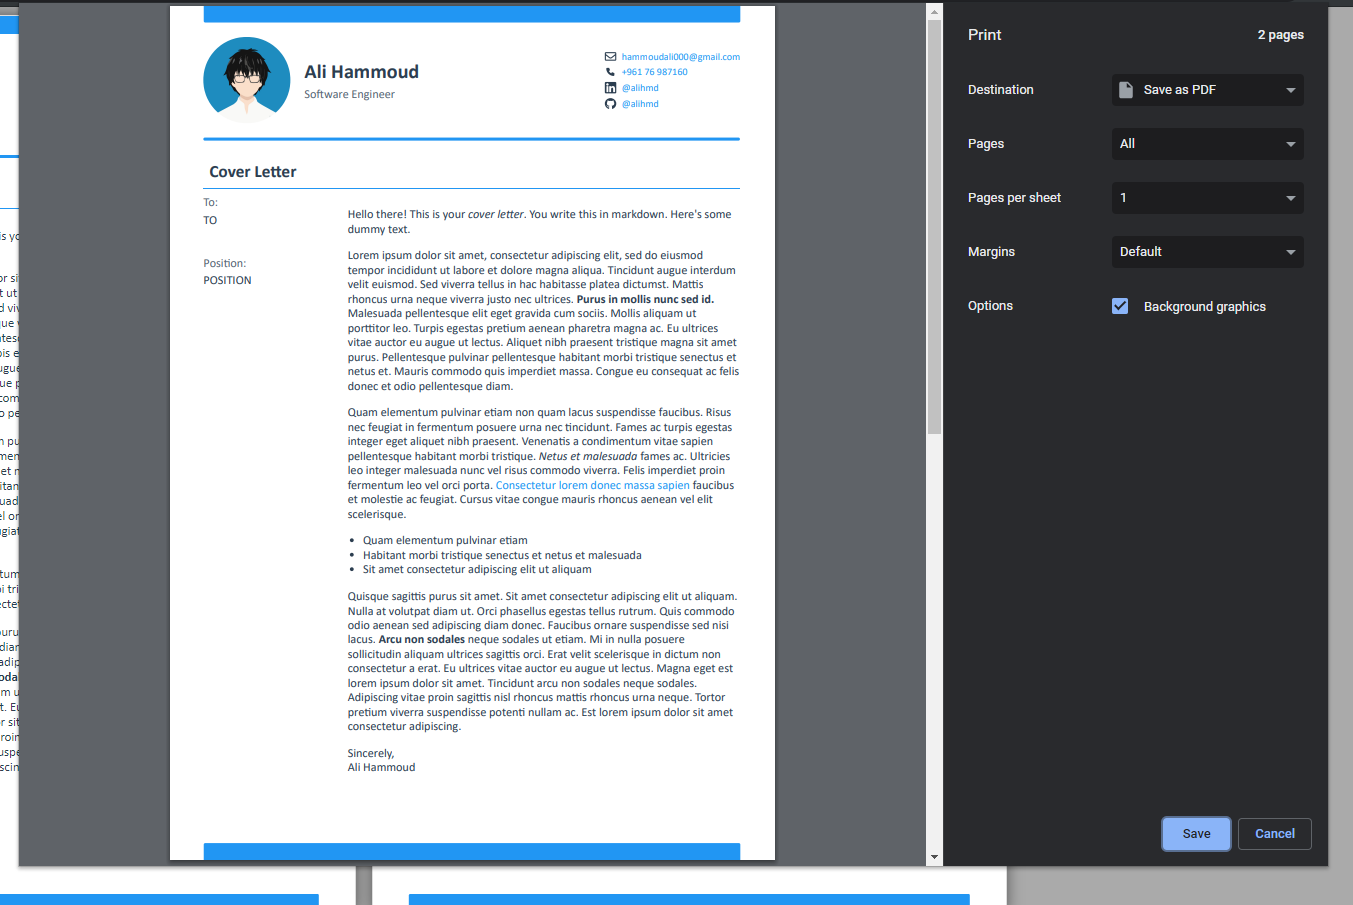 Ali Hammoud
Software Engineer
hammoudali000@gmail.com
+961 76 987160
@alihmd
@alihmd
Cover Letter
To:
TO
Position:
POSITION
Hello there! This is your cover letter. You write this in markdown. Here's some
dummy text.
Lorem ipsum dolor sit amet, consectetur adipiscing elit, sed do eiusmod
tempor incididunt ut labore et dolore magna aliqua. Tincidunt augue interdum
velit euismod. Sed viverra tellus in hac habitasse platea dictumst. Mattis
rhoncus urna neque viverra justo nec ultrices. Purus in mollis nunc sed id.
Malesuada pellentesque elit eget gravida cum sociis. Mollis aliquam ut
porttitor leo. Turpis egestas pretium aenean pharetra magna ac. Eu ultrices
vitae auctor eu augue ut lectus. Aliquet nibh praesent tristique magna sit amet
purus. Pellentesque pulvinar pellentesque habitant morbi tristique senectus et
netus et. Mauris commodo quis imperdiet massa. Congue eu consequat ac felis
donec et odio pellentesque diam.
Quam elementum pulvinar etiam non quam lacus suspendisse faucibus. Risus
nec feugiat in fermentum posuere urna nec tincidunt. Fames ac turpis egestas
integer eget aliquet nibh praesent. Venenatis a condimentum vitae sapien
pellentesque habitant morbi tristique. Netus et malesuada fames ac. Ultricies
leo integer malesuada nunc vel risus commodo viverra. Felis imperdiet proin
fermentum leo vel orci porta. Consectetur lorem donec massa sapien faucibus
et molestie ac feugiat. Cursus vitae congue mauris rhoncus aenean vel elit
scelerisque.
• Quam elementum pulvinar etiam
• Habitant morbi tristique senectus et netus et malesuada
• Sit amet consectetur adipiscing elit ut aliquam
Quisque sagittis purus sit amet. Sit amet consectetur adipiscing elit ut aliquam.
Nulla at volutpat diam ut. Orci phasellus egestas tellus rutrum. Quis commodo
odio aenean sed adipiscing diam donec. Faucibus ornare suspendisse sed nisi
lacus. Arcu non sodales neque sodales ut etiam. Mi in nulla posuere
sollicitudin aliquam ultrices sagittis orci. Erat velit scelerisque in dictum non
consectetur a erat. Eu ultrices vitae auctor eu augue ut lectus. Magna eget est
lorem ipsum dolor sit amet. Tincidunt arcu non sodales neque sodales.
Adipiscing vitae proin sagittis nisl rhoncus mattis rhoncus urna neque. Tortor
pretium viverra suspendisse potenti nullam ac. Est lorem ipsum dolor sit amet
consectetur adipiscing.
Sincerely,
Ali Hammoud
Print
2 pages
Destination
Save as PDF
Pages
All
Pages per sheet
1
Margins
Default
Options
Background graphics
Save
Cancel